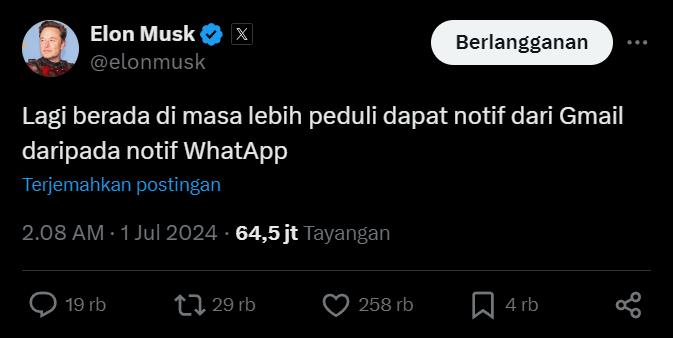 Elon Musk
Berlangganan
@elonmusk
Lagi berada di masa lebih peduli dapat notif dari Gmail
daripada notif WhatApp
Terjemahkan postingan
2.08 AM · 1 Jul 2024 · 64,5 jt Tayangan
19 rb 29 rb 258 rb 4 rb